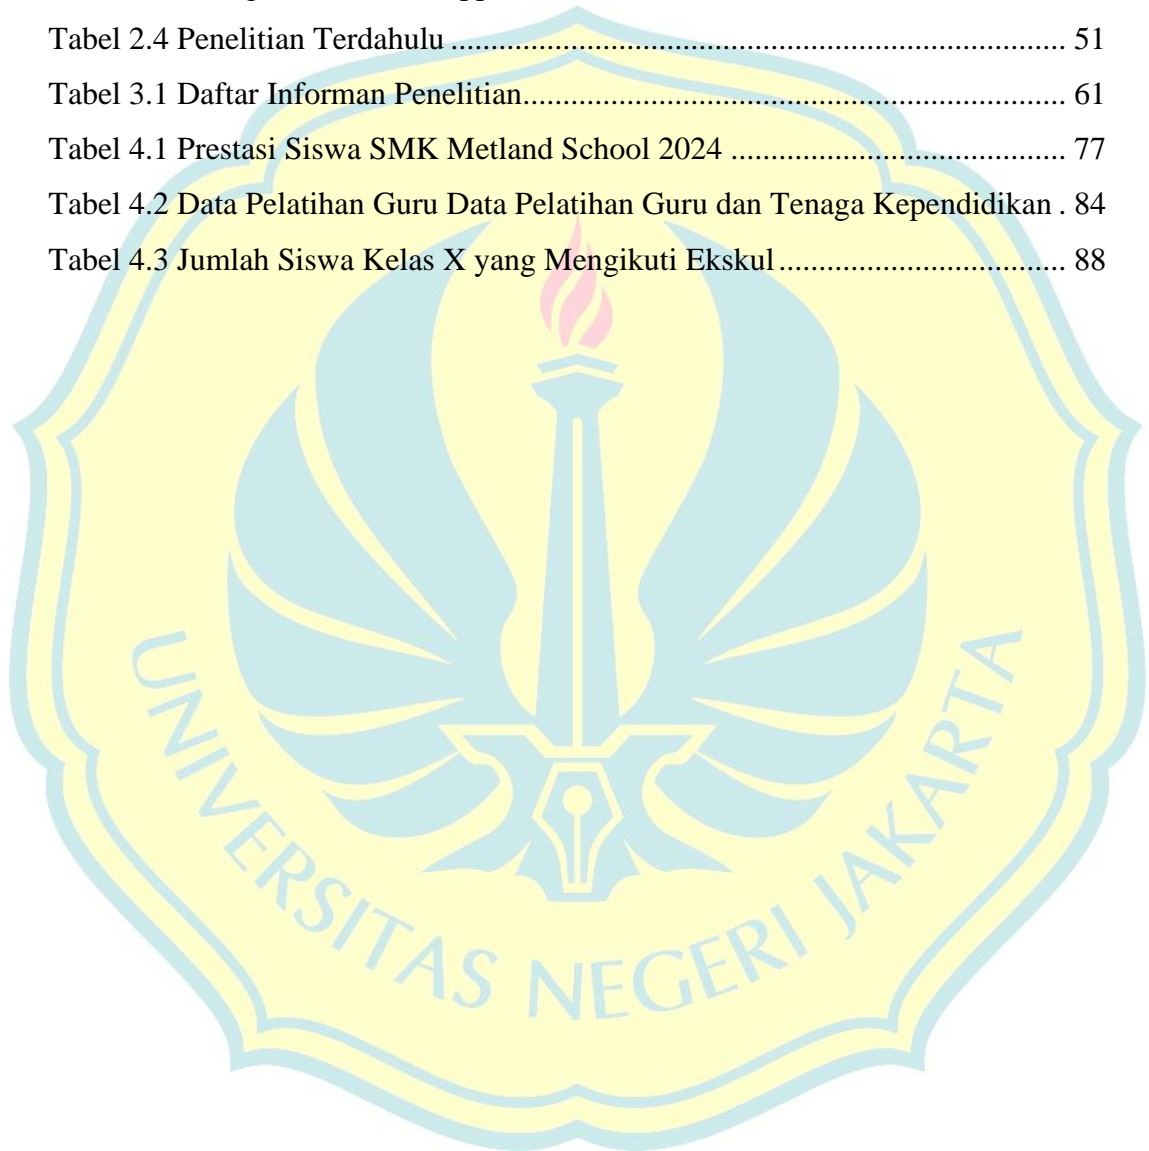 Tabel 2.4 Penelitian Terdahulu ............................................................................ 51
Tabel 3.1 Daftar Informan Penelitian................................................................... 61
Tabel 4.1 Prestasi Siswa SMK Metland School 2024 ......................................... 77
Tabel 4.2 Data Pelatihan Guru Data Pelatihan Guru dan Tenaga Kependidikan . 84
Tabel 4.3 Jumlah Siswa Kelas X yang Mengikuti Ekskul ................................... 88
UNIVERSITAS NEGERI JAKARTA